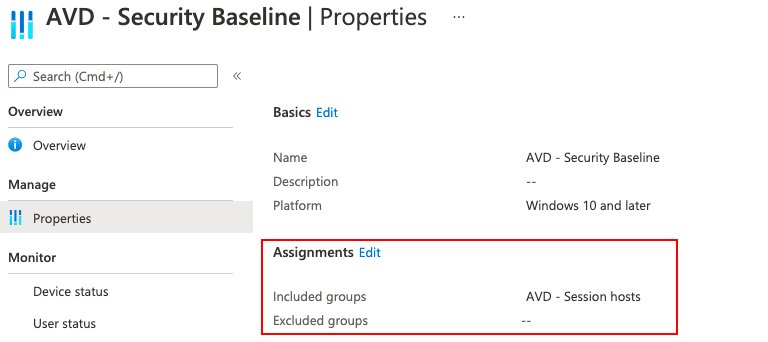 AVD - Security Baseline | Properties ...
Search (Cmd+/) «
Overview
Overview
Manage
Properties
Monitor
Device status
User status
Basics Edit
Name AVD - Security Baseline
Description --
Platform Windows 10 and later
Assignments Edit
Included groups AVD - Session hosts
Excluded groups --